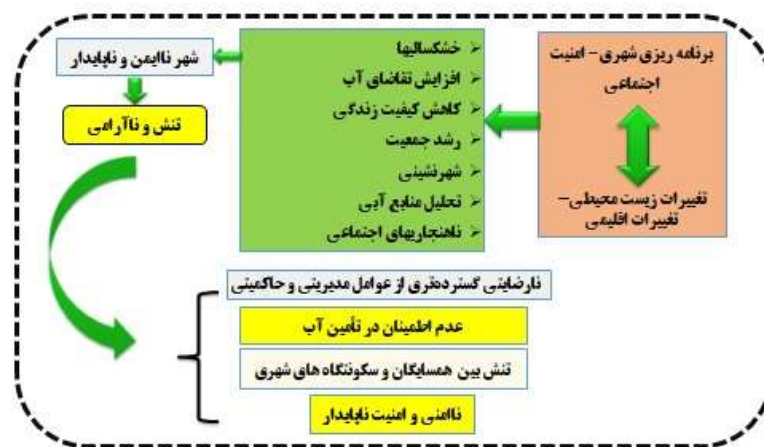 برنامه ریزی شهری- امنیت
اجتماعی
تغییرات زیست محیطی-
تغییرات اقلیمی
خشکسالیها
افزایش تقاضای آب
کاهش کیفیت زندگی
رشد جمعیت
شهرنشینی
تحلیل منابع آبی
ناهنجاریهای اجتماعی
شهر ناایمن و ناپایدار
تنش و ناآرامی
نارضایتی گسترده‌تری از عوامل مدیریتی و حاکمیتی
عدم اطمینان در تأمین آب
تنش بین همسایگان و سکونتگاه های شهری
ناامنی و امنیت ناپایدار